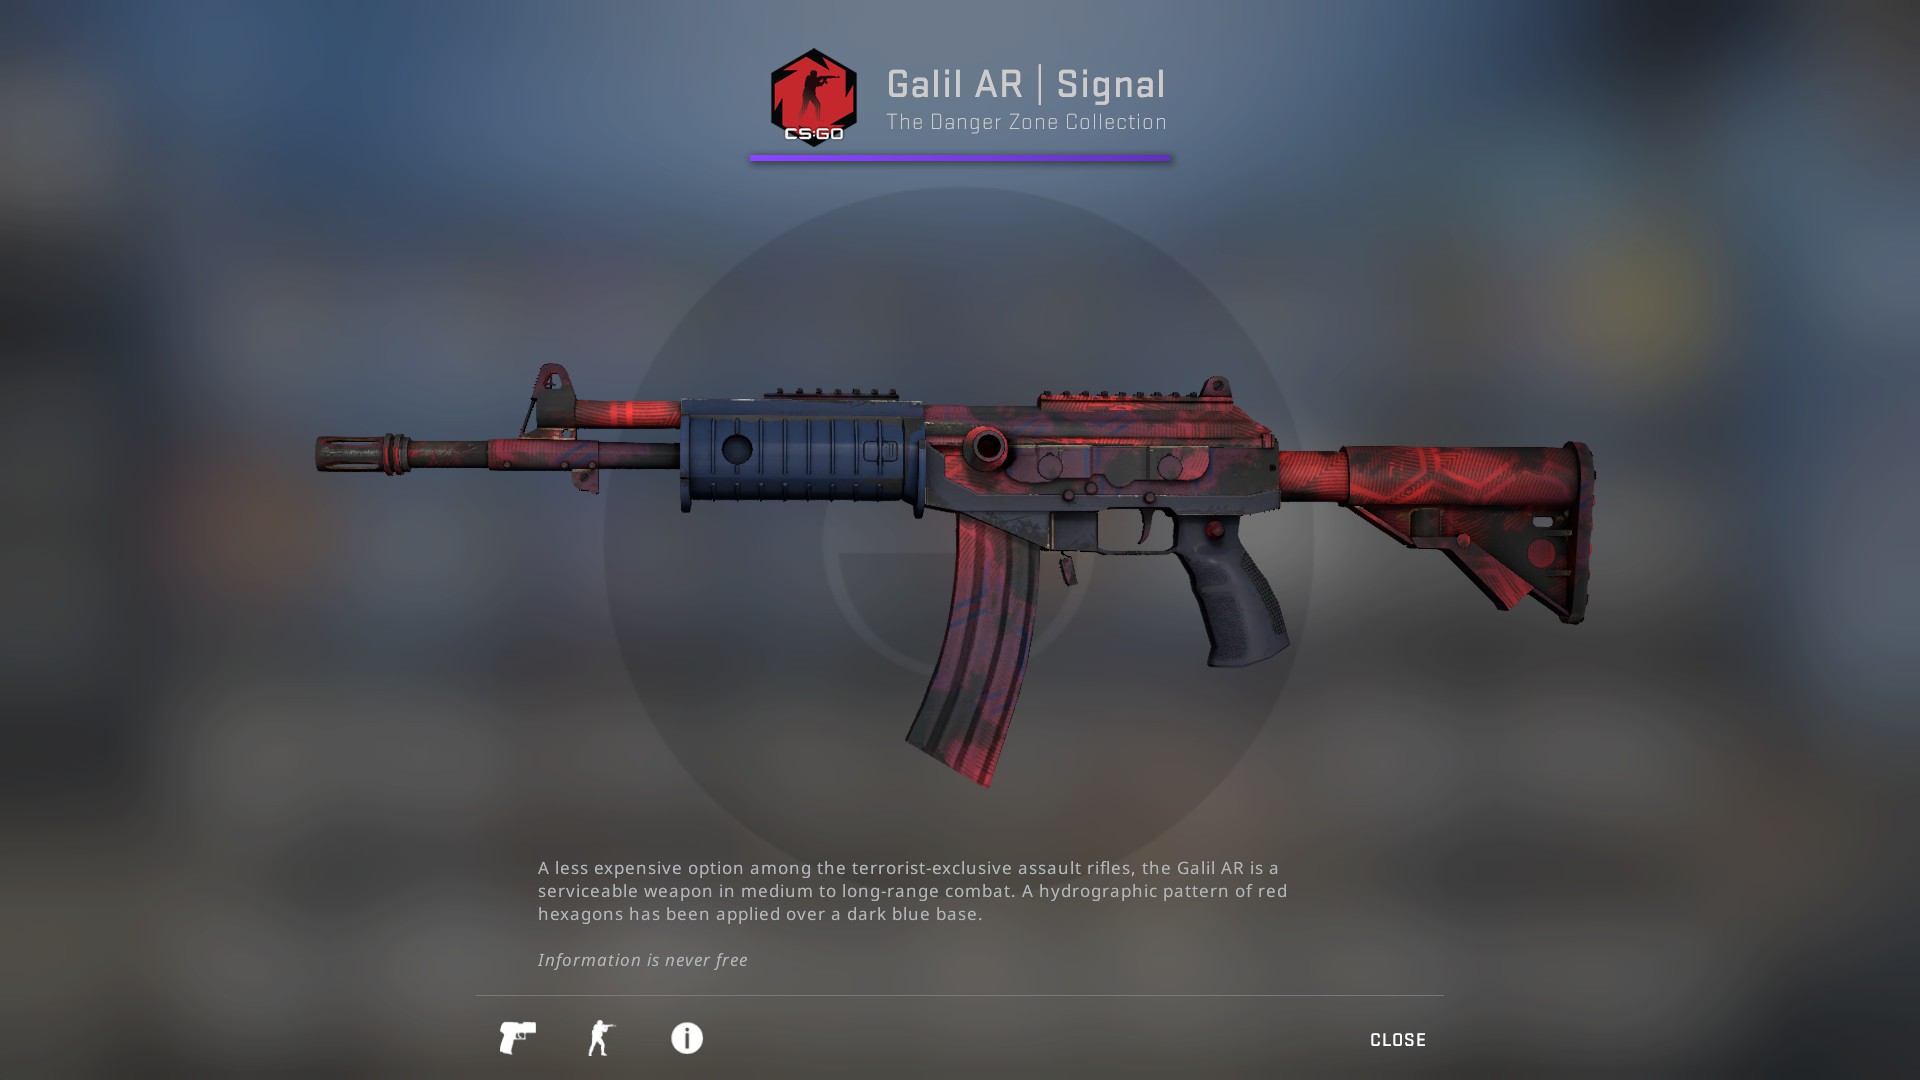 CS:GO
Galil AR | Signal
The Danger Zone Collection
A less expensive option among the terrorist-exclusive assault rifles, the Galil AR is a
serviceable weapon in medium to long-range combat. A hydrographic pattern of red
hexagons has been applied over a dark blue base.
Information is never free
CLOSE